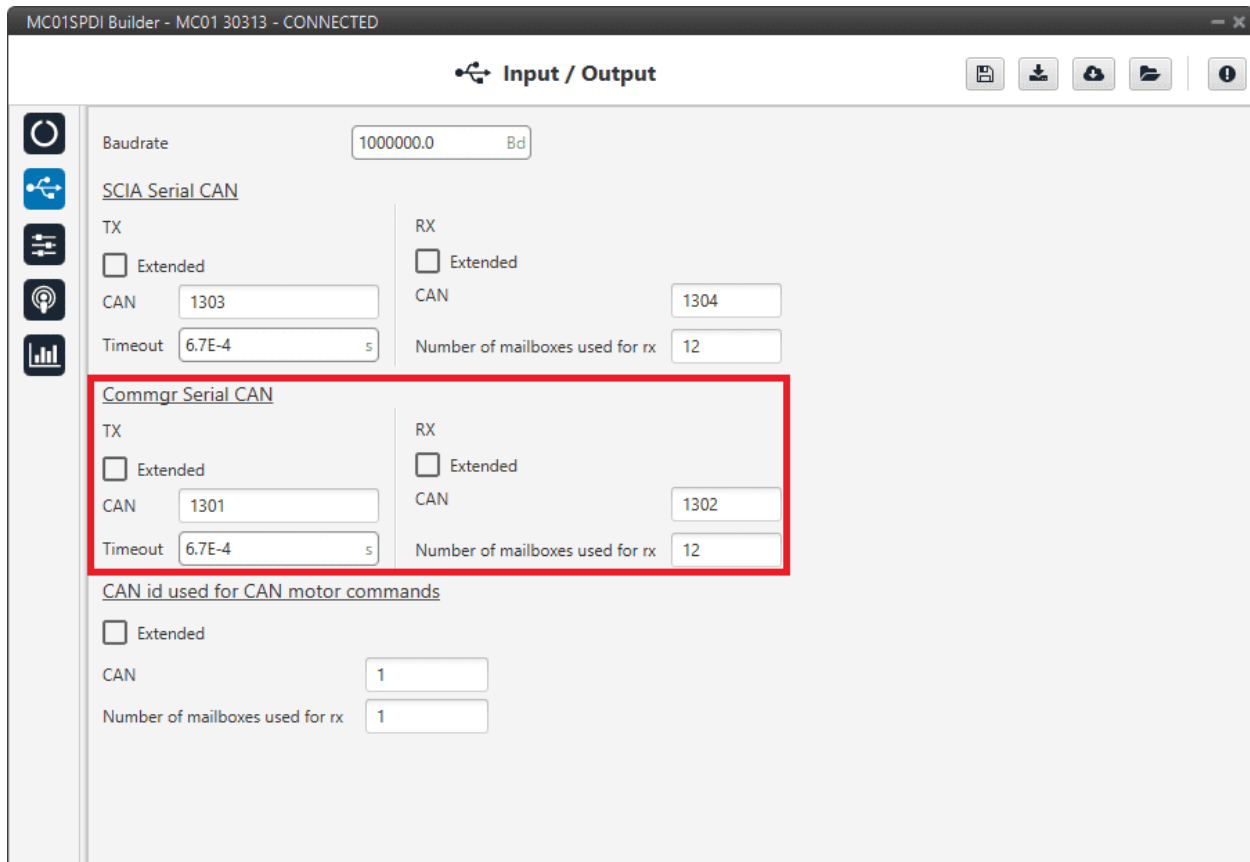 MC01SPDI Builder - MC01 30313 - CONNECTED
Input / Output
Baudrate 1000000.0 Bd
SCIA Serial CAN
TX
Extended
CAN 1303
Timeout 6.7E-4 s
RX
Extended
CAN 1304
Number of mailboxes used for rx 12
Commgr Serial CAN
TX
Extended
CAN 1301
Timeout 6.7E-4 s
RX
Extended
CAN 1302
Number of mailboxes used for rx 12
CAN id used for CAN motor commands
Extended
CAN 1
Number of mailboxes used for rx 1